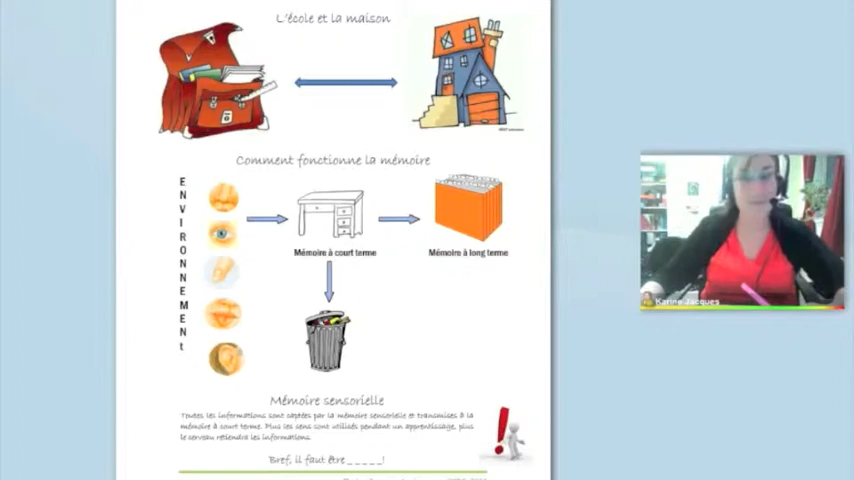 L'école et la maison
Comment fonctionne la mémoire
ENVIRONNEMENt
Mémoire à court terme
Mémoire à long terme
Mémoire sensorielle
Toutes les informations sont captées par la mémoire sensorielle et transmises à la
mémoire à court terme. Plus les sens sont utilisés pendant un apprentissage, plus
le cerveau retiendra les informations.
Bref, il faut être _ _ _ _ _!
Karine Jacques